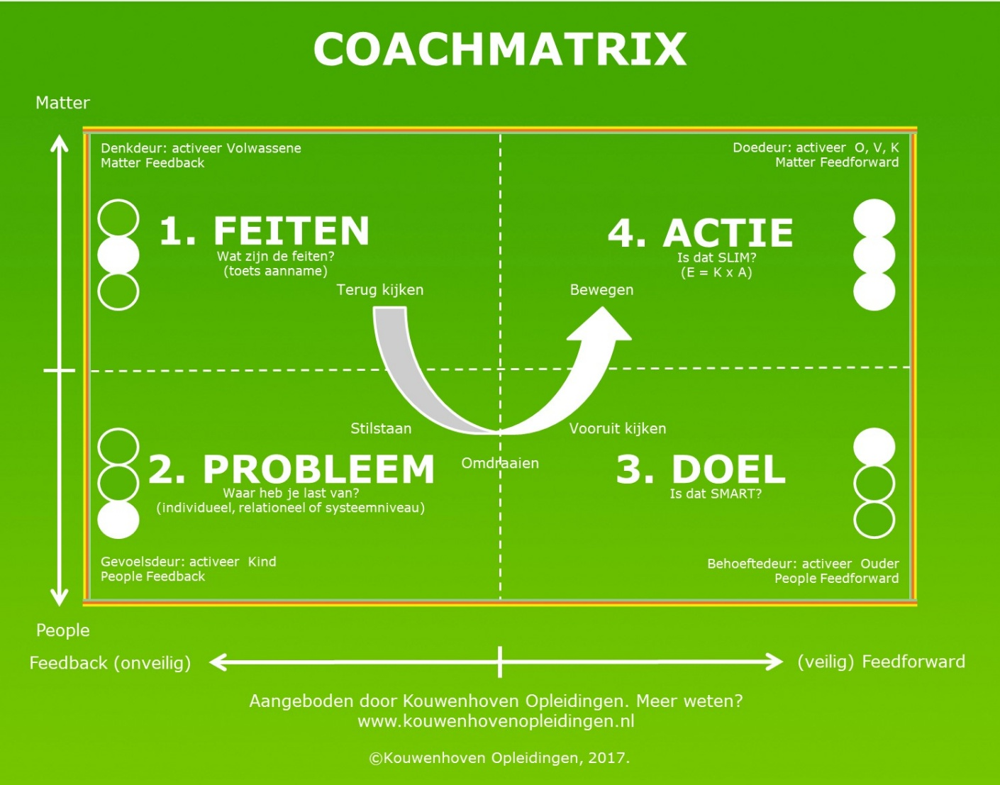 COACHMATRIX
Matter
Denkdeur: activeer Volwassene
Matter Feedback
Doedeur: activeer O, V, K
Matter Feedforward
1. FEITEN
Wat zijn de feiten?
(toets aanname)
4. ACTIE
Is dat SLIM?
(E = K x A)
Terug kijken
Bewegen
Stilstaan
Vooruit kijken
Omdraaien
2. PROBLEEM
Waar heb je last van?
(individueel, relationeel of systeemniveau)
3. DOEL
Is dat SMART?
Gevoelsdeur: activeer Kind
People Feedback
Behoeftedeur: activeer Ouder
People Feedforward
People
Feedback (onveilig)
(veilig) Feedforward
Aangeboden door Kouwenhoven Opleidingen. Meer weten?
www.kouwenhovenopleidingen.nl
©Kouwenhoven Opleidingen, 2017.